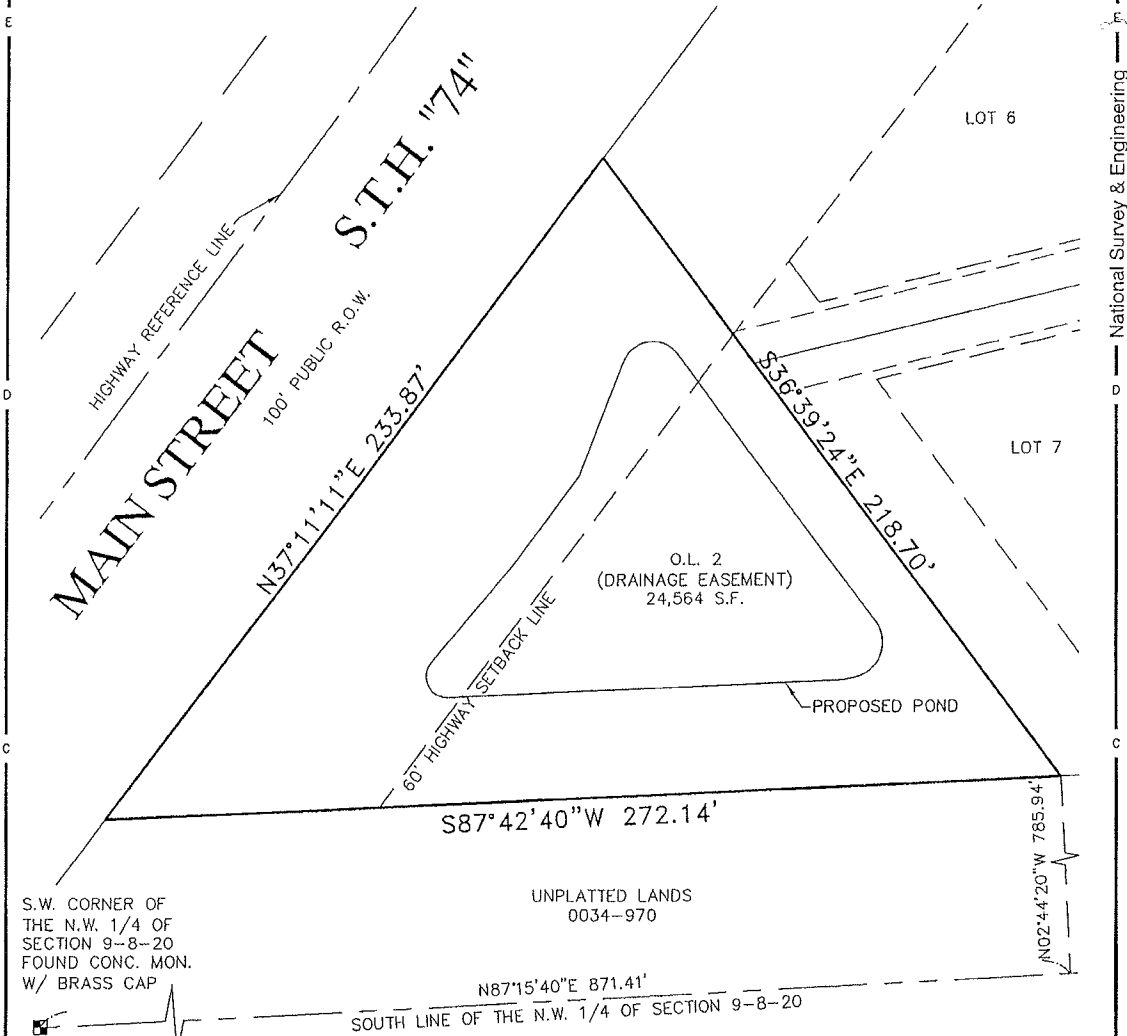 E
E
National Survey & Engineering
LOT 6
S.T.H. "74"
HIGHWAY REFERENCE LINE
100' PUBLIC R.O.W.
MAIN STREET
D
D
N37°11'11"E 233.87'
S36°39'24"E 218.70'
LOT 7
O.L. 2
(DRAINAGE EASEMENT)
24,564 S.F.
60' HIGHWAY SETBACK LINE
PROPOSED POND
C
C
S87°42'40"W 272.14'
N02°44'20"W 785.94'
UNPLATTED LANDS
0034-970
S.W. CORNER OF
THE N.W. 1/4 OF
SECTION 9-8-20
FOUND CONC. MON.
W/ BRASS CAP
N87°15'40"E 871.41'
SOUTH LINE OF THE N.W. 1/4 OF SECTION 9-8-20